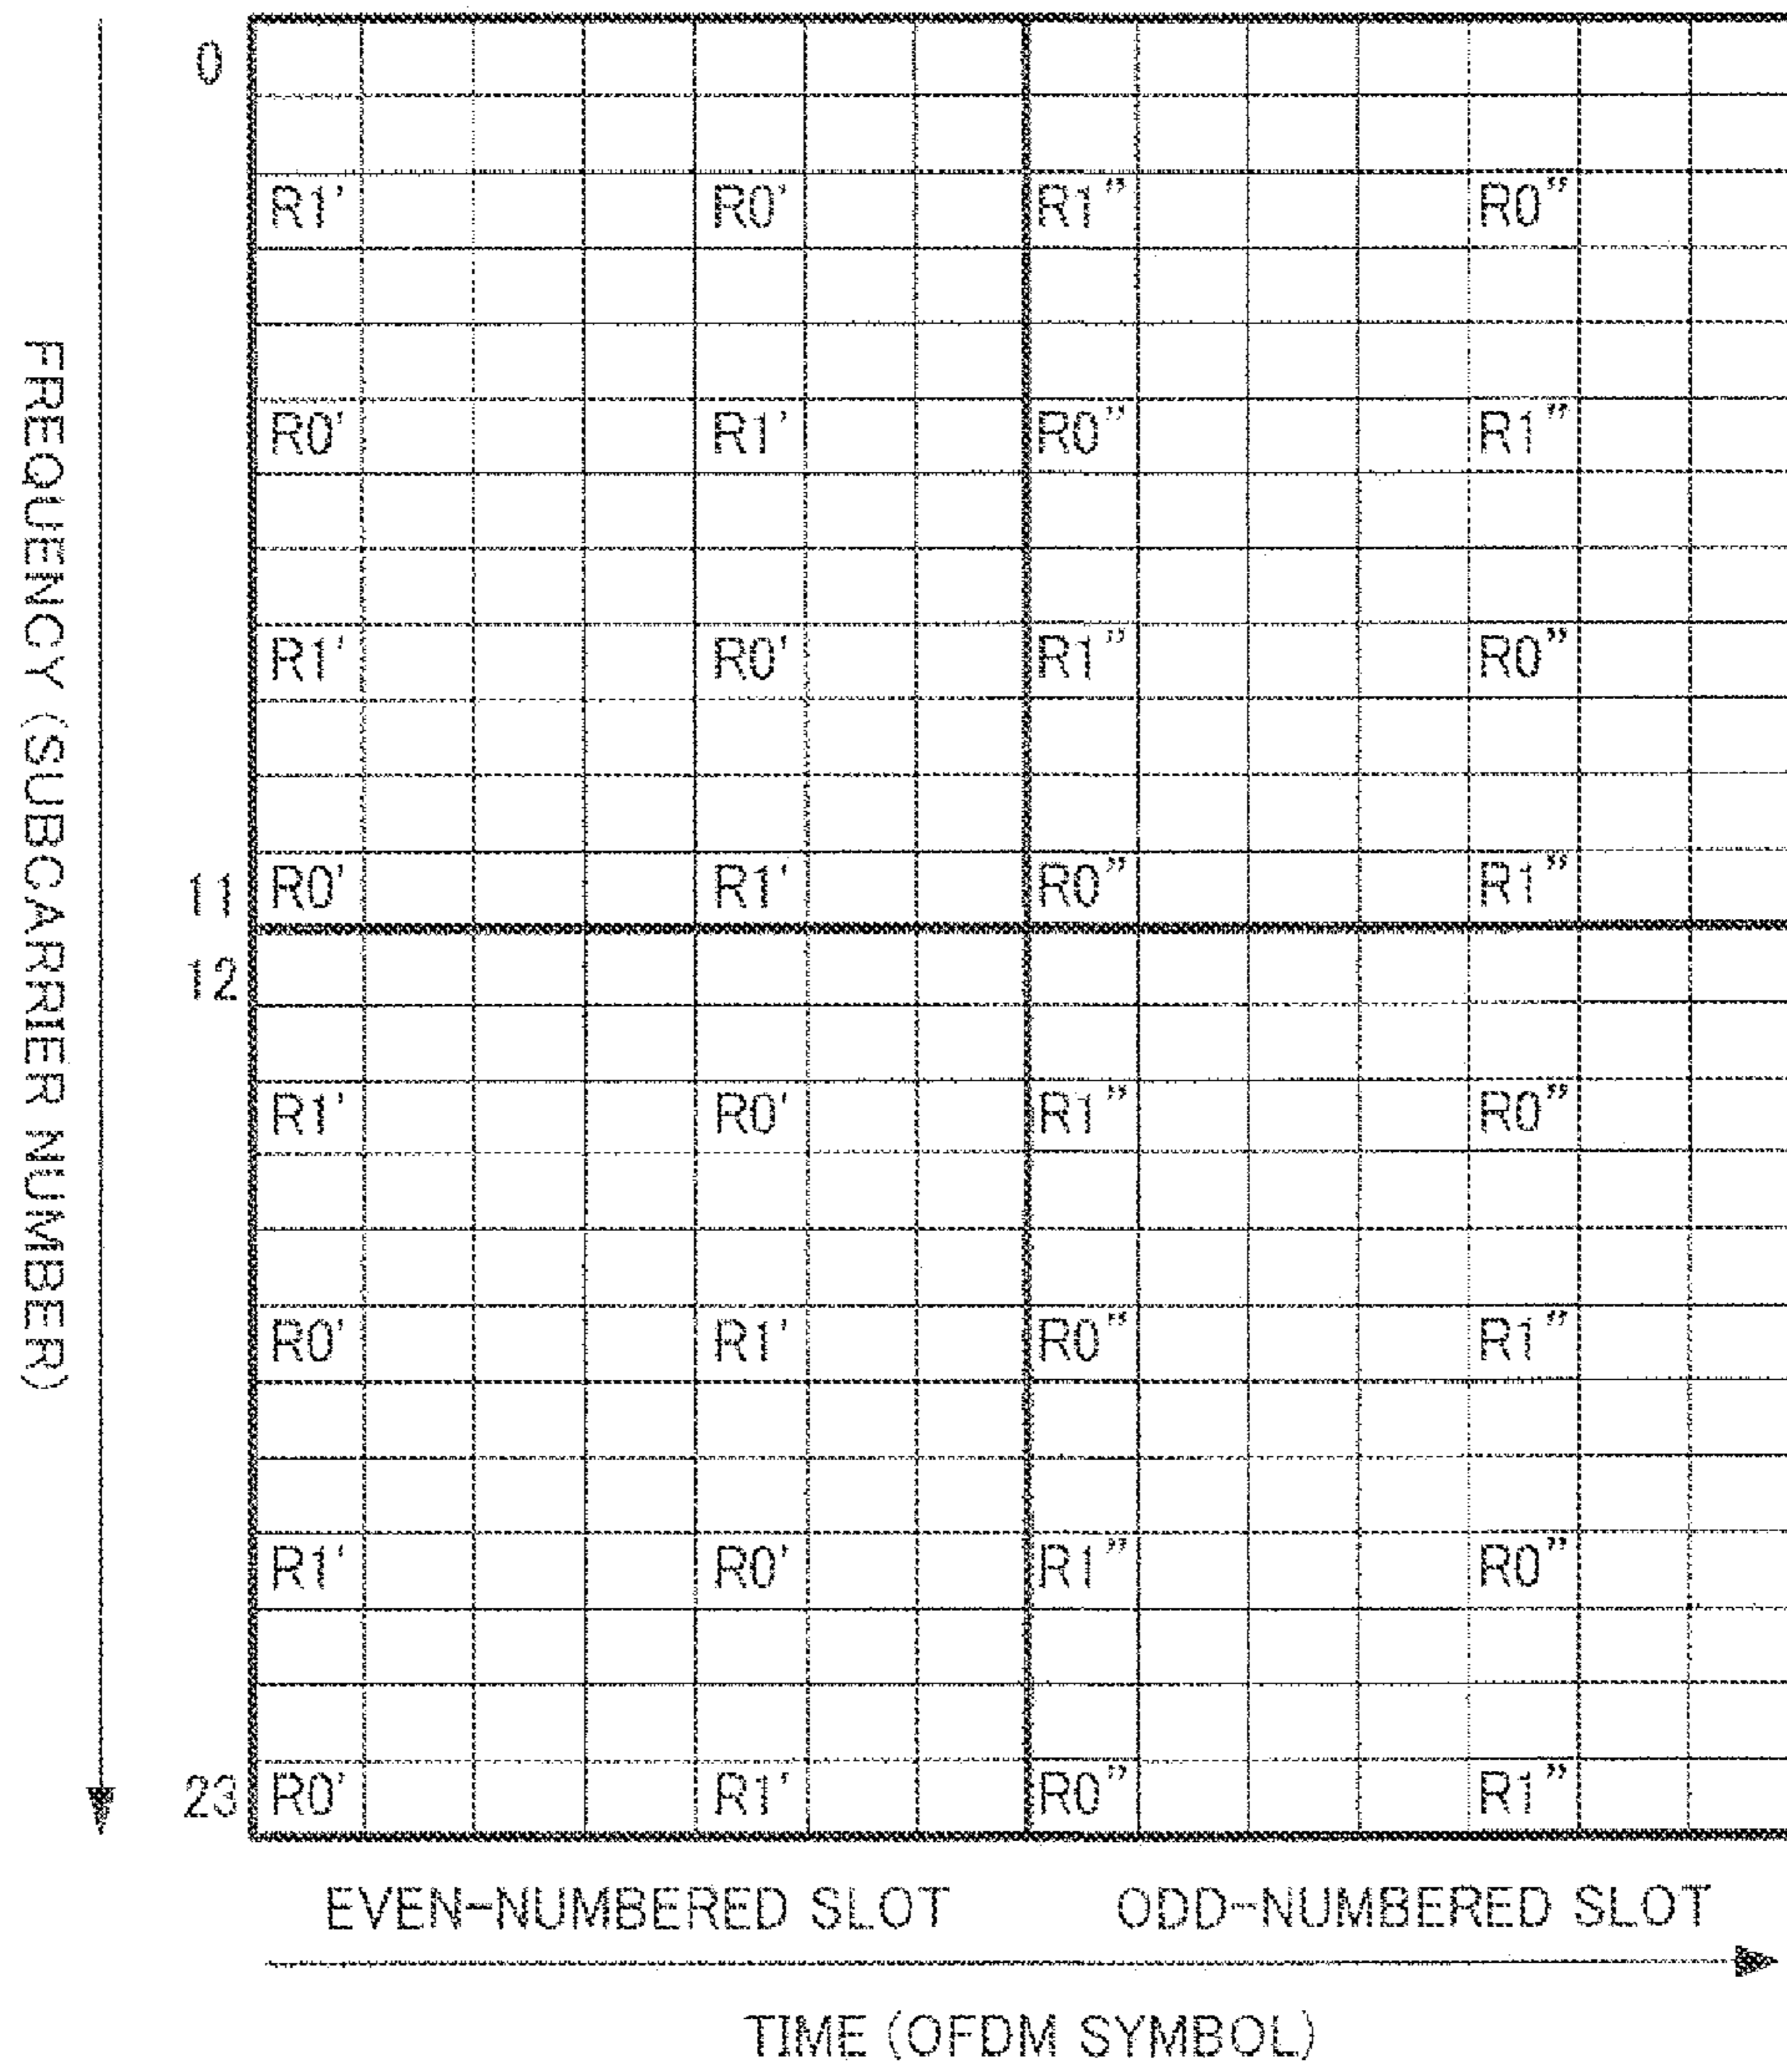 0
R1' R0' R1" R0"
R0' R1' R0" R1"
R1' R0' R1" R0"
11 R0' R1' R0" R1"
12
R1' R0' R1" R0"
R0' R1' R0" R1"
R1' R0' R1" R0"
23 R0' R1' R0" R1"
FREQUENCY (SUBCARRIER NUMBER)
EVEN-NUMBERED SLOT ODD-NUMBERED SLOT
TIME (OFDM SYMBOL)